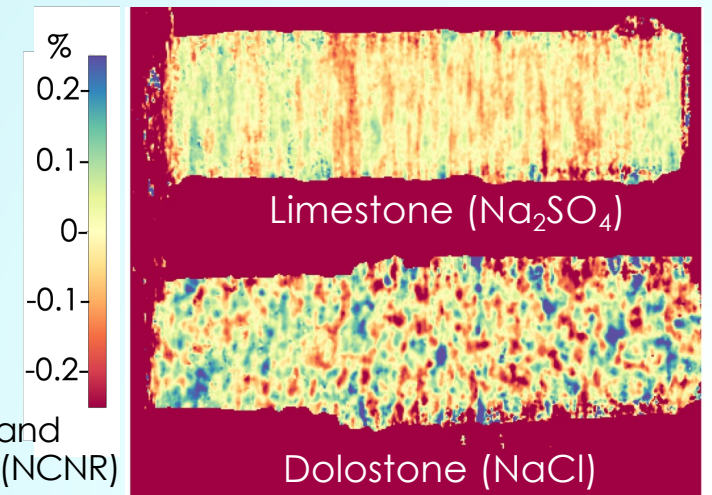 %
0.2-
0.1-
0-
-0.1-
-0.2-
Limestone (Na₂SO₄)
Dolostone (NaCl)
and
(NCNR)